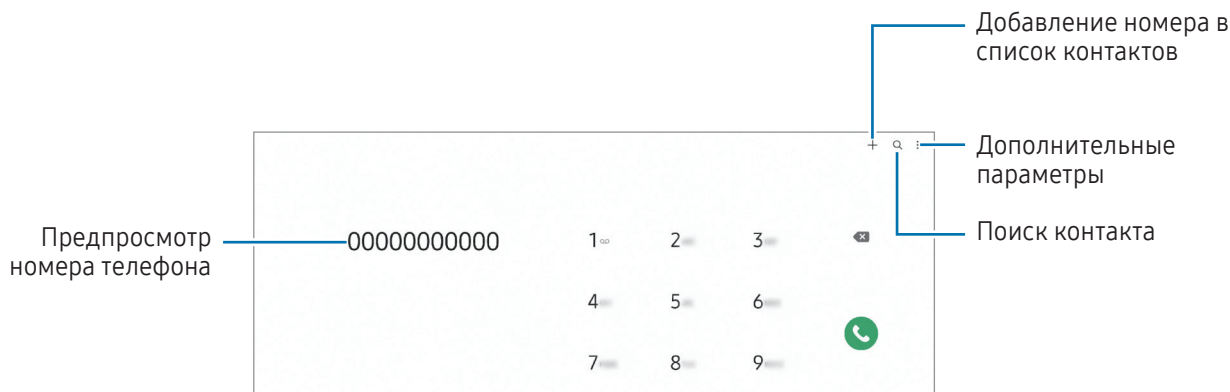 Добавление номера в
список контактов
Дополнительные
параметры
Поиск контакта
Предпросмотр
номера телефона
00000000000
1 2 3
4 5 6
7 8 9